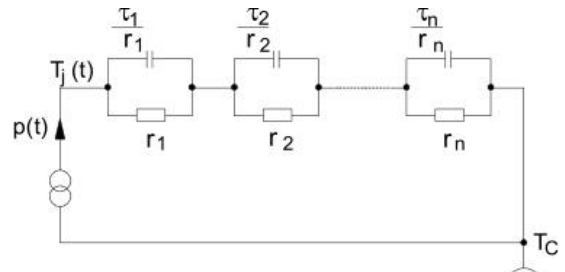 τ1/r1 τ2/r2 τn/rn
Tj(t)
p(t)
r1 r2 rn
TC